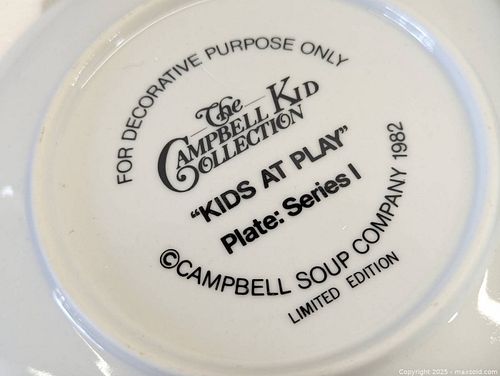 FOR DECORATIVE PURPOSE ONLY
The
CAMPBELL KID
COLLECTION
"KIDS AT PLAY"
Plate: Series I
©CAMPBELL SOUP COMPANY 1982
LIMITED EDITION
Copyright 2025 - maxsold.com